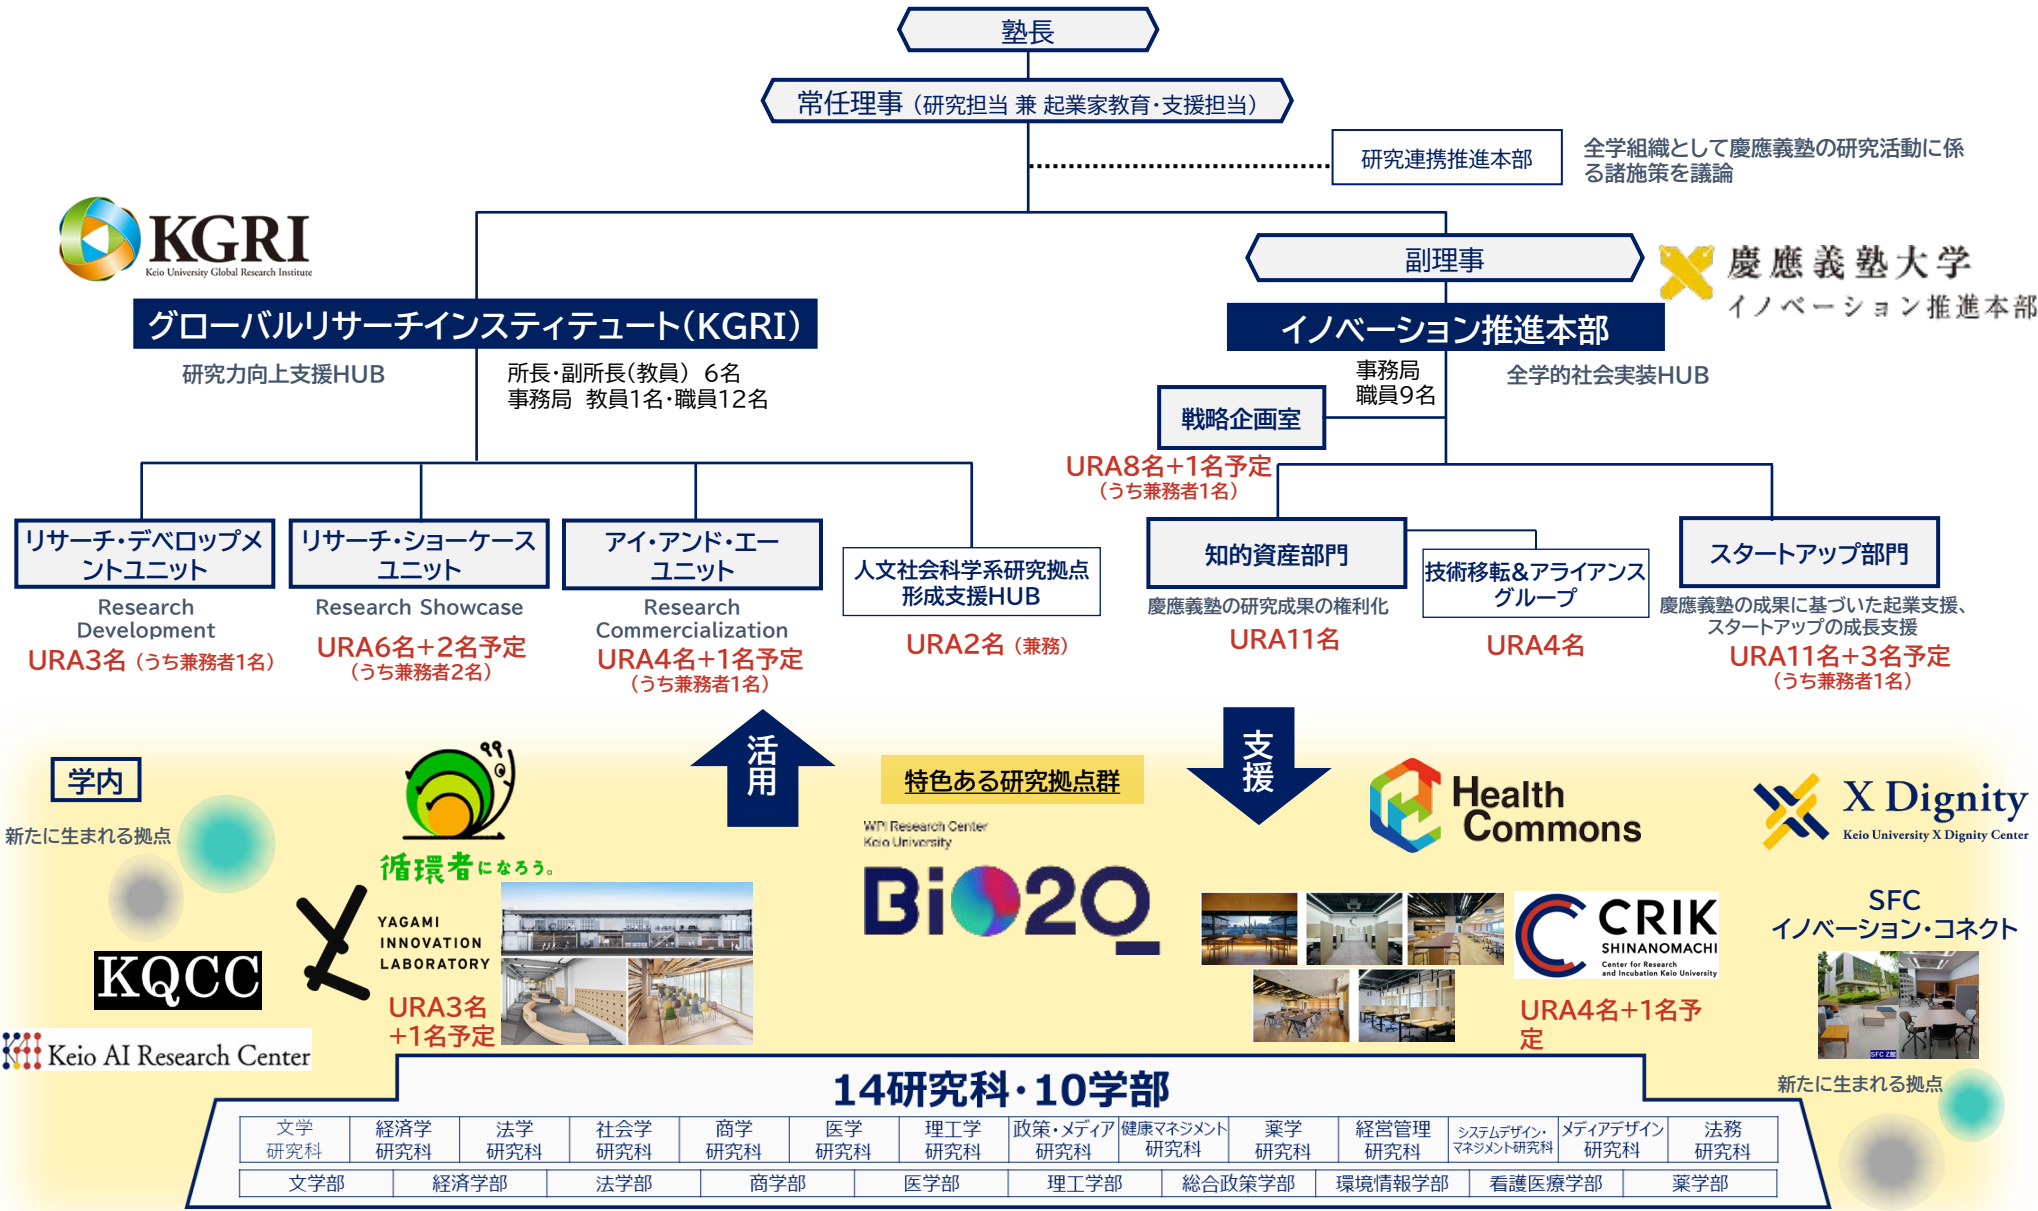 塾長
常任理事（研究担当 兼 起業家教育・支援担当）
研究連携推進本部
全学組織として慶應義塾の研究活動に係
る諸施策を議論
KGRI
Keio University Global Research Institute
副理事
慶應義塾大学
イノベーション推進本部
グローバルリサーチインスティテュート（KGRI）
イノベーション推進本部
研究力向上支援HUB
所長・副所長（教員） 6名
事務局 教員1名・職員12名
事務局
職員9名
全学的社会実装HUB
戦略企画室
URA8名+1名予定
（うち兼務者1名）
リサーチ・デベロップメ
ントユニット
Research
Development
URA3名（うち兼務者1名）
リサーチ・ショーケース
ユニット
Research Showcase
URA6名+2名予定
（うち兼務者2名）
アイ・アンド・エー
ユニット
Research
Commercialization
URA4名+1名予定
（うち兼務者1名）
人文社会科学系研究拠点
形成支援HUB
URA2名（兼務）
知的資産部門
慶應義塾の研究成果の権利化
URA11名
技術移転&アライアンス
グループ
URA4名
スタートアップ部門
慶應義塾の成果に基づいた起業支援、
スタートアップの成長支援
URA11名+3名予定
（うち兼務者1名）
活用
支援
学内
新たに生まれる拠点
特色ある研究拠点群
循環者になろう。
WPI Research Center
Keio University
Bio2Q
Health
Commons
X Dignity
Keio University X Dignity Center
YAGAMI
INNOVATION
LABORATORY
URA3名
+1名予定
KQCC
Keio AI Research Center
CRIK
SHINANOMACHI
Center for Research
and Incubation Keio University
URA4名+1名予
定
SFC
イノベーション・コネクト
SFC Z館
新たに生まれる拠点
14研究科・10学部
文学
研究科
経済学
研究科
法学
研究科
社会学
研究科
商学
研究科
医学
研究科
理工学
研究科
政策・メディア
研究科
健康マネジメント
研究科
薬学
研究科
経営管理
研究科
システムデザイン・
マネジメント研究科
メディアデザイン
研究科
法務
研究科
文学部
経済学部
法学部
商学部
医学部
理工学部
総合政策学部
環境情報学部
看護医療学部
薬学部